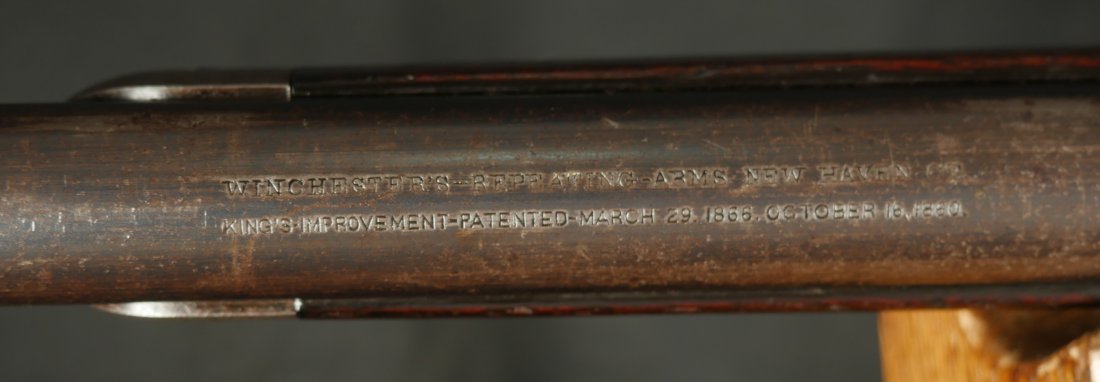 WINCHESTER'S-REPEATING-ARMS. NEW HAVEN. CT.
KING'S-IMPROVEMENT-PATENTED-MARCH 29. 1866. OCTOBER 16, 1860.